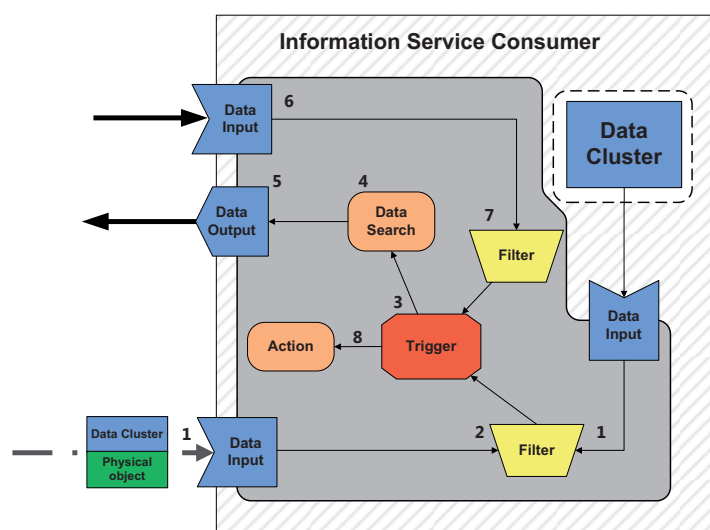 Information Service Consumer
Data
Input
6
Data
Cluster
5
4
Data
Output
Data
Search
7
Filter
3
Data
Input
Action
8
Trigger
Data Cluster
Physical
object
1
Data
Input
2
Filter
1